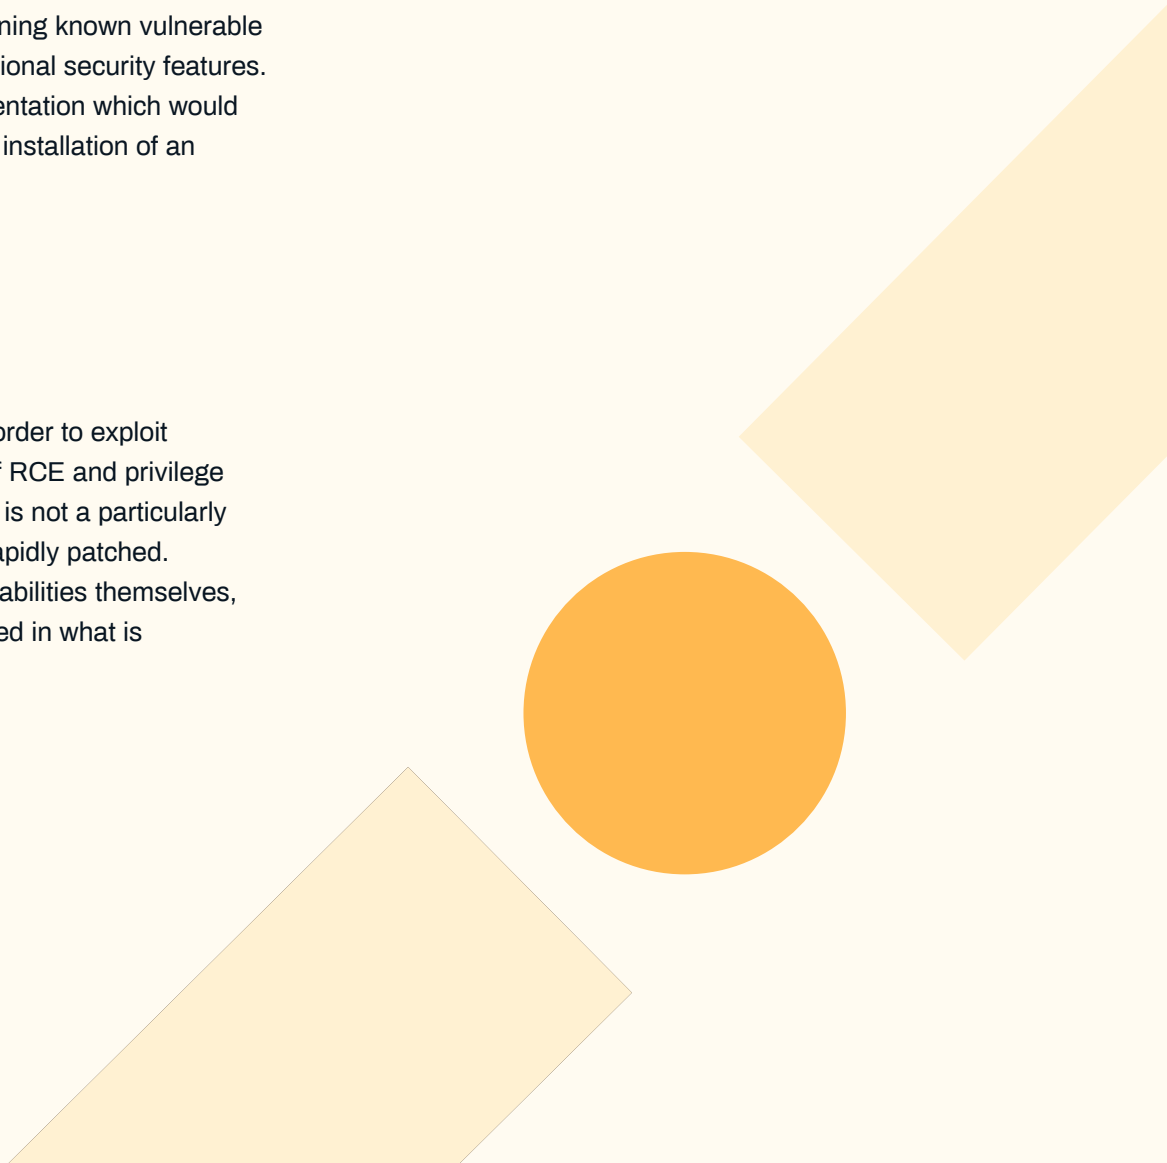 ning known vulnerable
ional security features.
entation which would
installation of an
order to exploit
f RCE and privilege
is not a particularly
apidly patched.
abilities themselves,
ed in what is